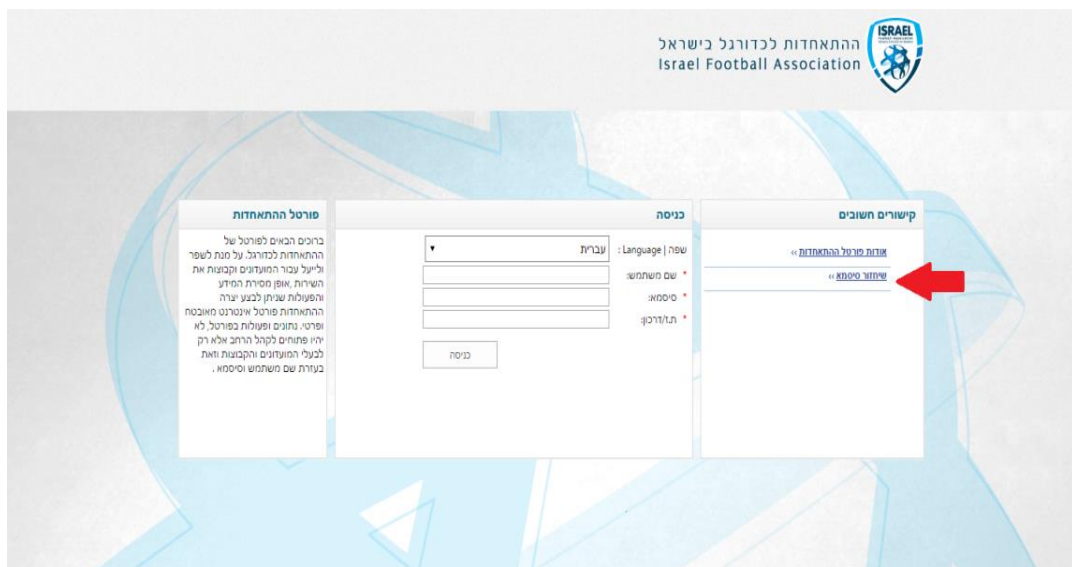 ISRAEL
ההתאחדות לכדורגל בישראל
Israel Football Association
קישורים חשובים
אודות פורטל ההתאחדות >>
שיחזור סיסמא >>
כניסה
שפה | Language :
עברית
* שם משתמש:
* סיסמא:
* ת.ז/דרכון:
כניסה
פורטל ההתאחדות
ברוכים הבאים לפורטל של
ההתאחדות לכדורגל. על מנת לשפר
ולייעל עבור המועדונים וקבוצות את
השירות ,אופן מסירת המידע
והפעולות שניתן לבצע יצרה
ההתאחדות פורטל אינטרנט מאובטח
ופרטי. נתונים ופעולות בפורטל, לא
יהיו פתוחים לקהל הרחב אלא רק
לבעלי המועדונים והקבוצות וזאת
בעזרת שם משתמש וסיסמא .